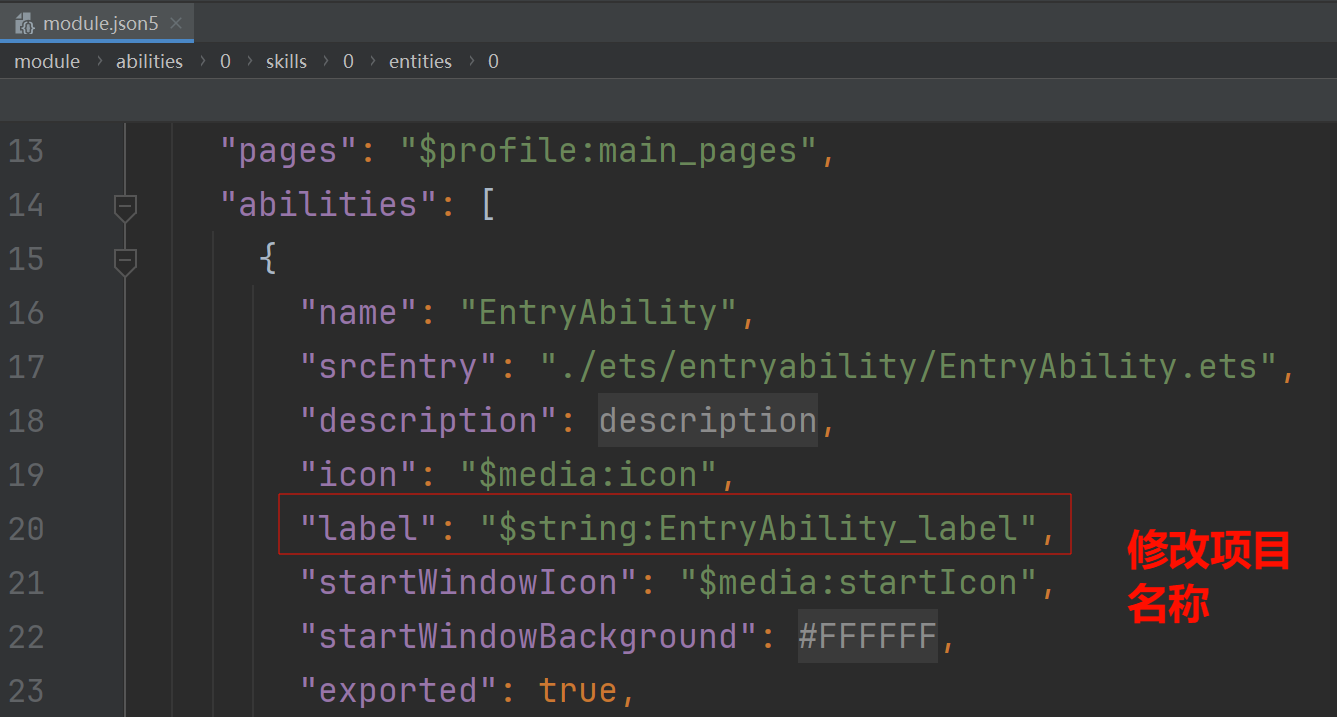 module.json5
module > abilities > 0 > skills > 0 > entities > 0
13 "pages": "$profile:main_pages",
14 "abilities": [
15 {
16 "name": "EntryAbility",
17 "srcEntry": "./ets/entryability/EntryAbility.ets",
18 "description": description,
19 "icon": "$media:icon",
20 "label": "$string:EntryAbility_label",
21 "startWindowIcon": "$media:startIcon",
22 "startWindowBackground": #FFFFFF,
23 "exported": true,
修改项目
名称